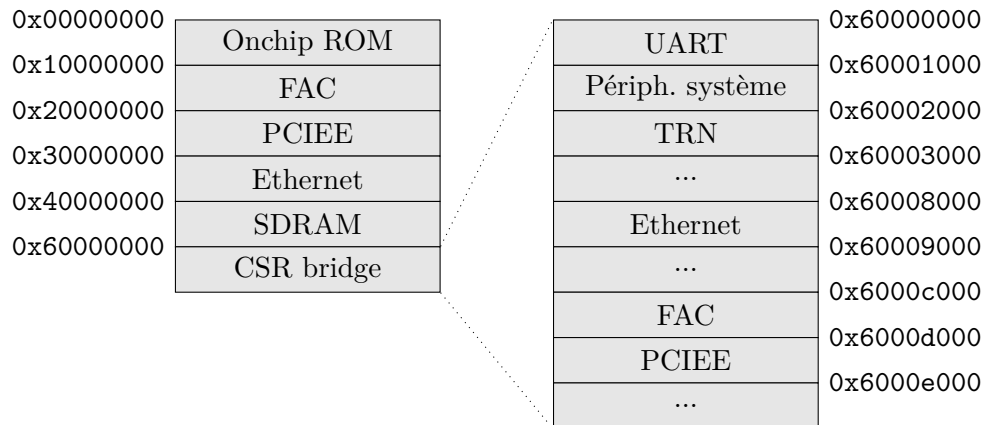 0x00000000
Onchip ROM
0x10000000
FAC
0x20000000
PCIEE
0x30000000
Ethernet
0x40000000
SDRAM
0x60000000
CSR bridge
0x60000000
UART
0x60001000
Périph. système
0x60002000
TRN
0x60003000
...
0x60008000
Ethernet
0x60009000
...
0x6000c000
FAC
0x6000d000
PCIEE
0x6000e000
...